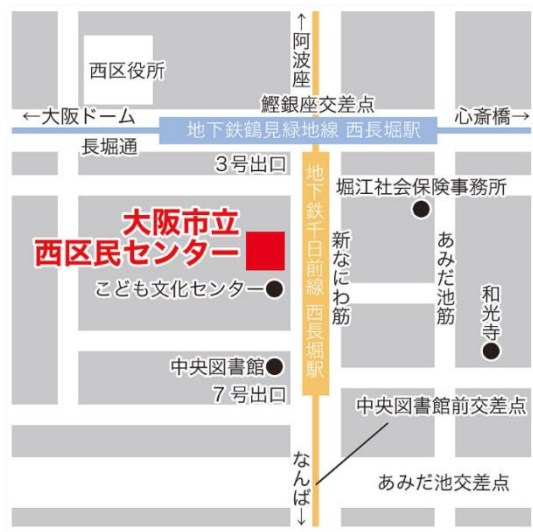 ↑阿波座
西区役所
鰹銀座交差点
←大阪ドーム
心斎橋→
地下鉄鶴見緑地線 西長堀駅
長堀通
3号出口
地下鉄千日前線 西長堀駅
堀江社会保険事務所
大阪市立
西区民センター
新なにわ筋
あみだ池筋
こども文化センター
和光寺
中央図書館
7号出口
中央図書館前交差点
なんば→
あみだ池交差点